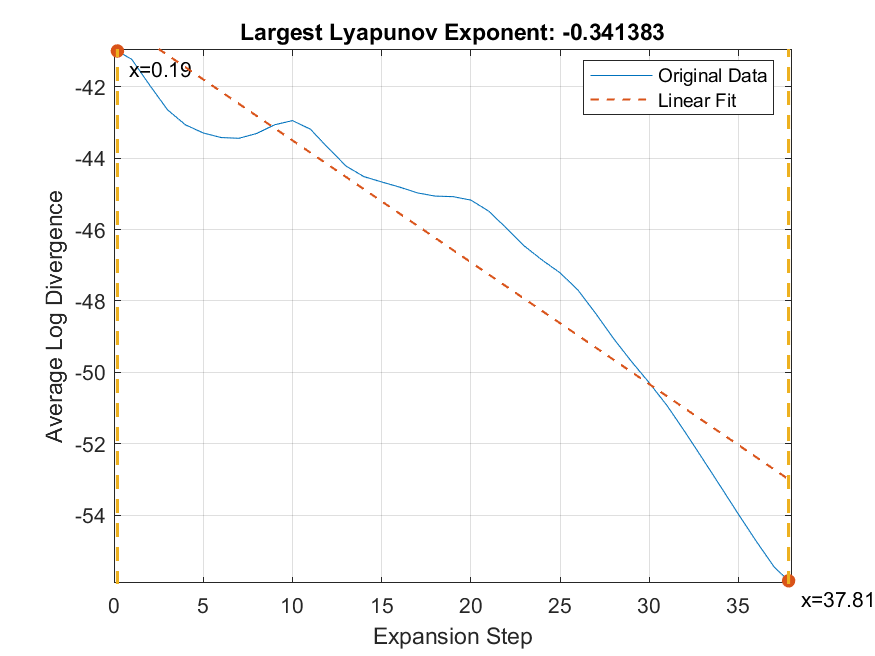 Largest Lyapunov Exponent: -0.341383
x=0.19
Original Data
Linear Fit
-42
-44
-46
-48
-50
-52
-54
Average Log Divergence
x=37.81
0 5 10 15 20 25 30 35
Expansion Step